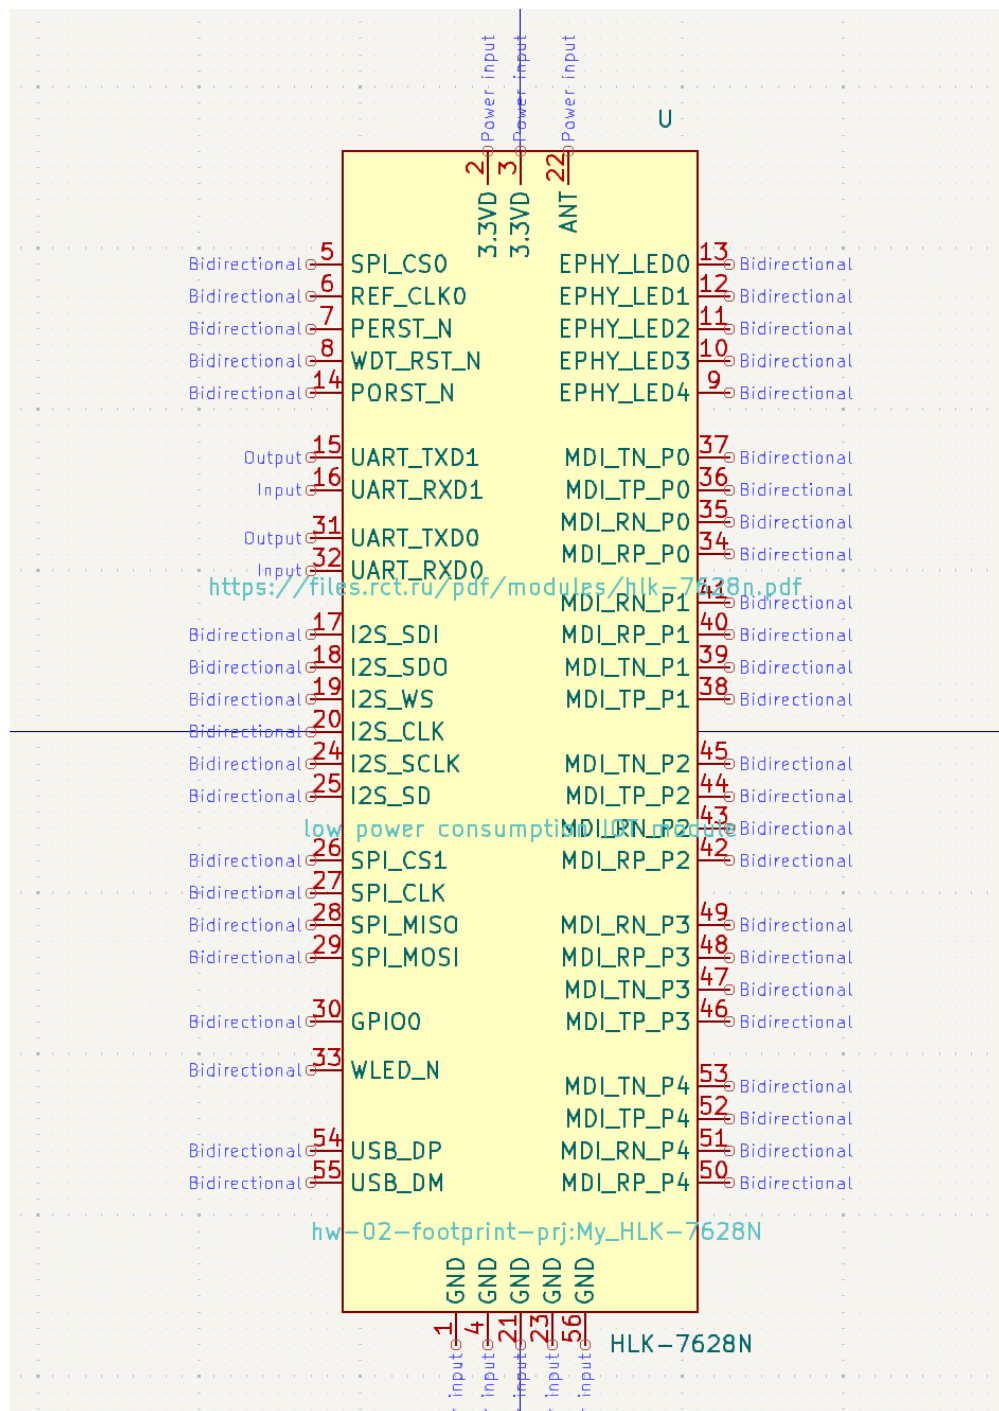 Power input Power input Power input
U
2 3 22
3.3VD 3.3VD ANT
Bidirectional 5 SPI_CS0 EPHY_LED0 13 Bidirectional
Bidirectional 6 REF_CLK0 EPHY_LED1 12 Bidirectional
Bidirectional 7 PERST_N EPHY_LED2 11 Bidirectional
Bidirectional 8 WDT_RST_N EPHY_LED3 10 Bidirectional
Bidirectional 14 PORST_N EPHY_LED4 9 Bidirectional
Output 15 UART_TXD1 MDI_TN_P0 37 Bidirectional
Input 16 UART_RXD1 MDI_TP_P0 36 Bidirectional
MDI_RN_P0 35 Bidirectional
Output 31 UART_TXD0
MDI_RP_P0 34 Bidirectional
Input 32 UART_RXD0
https://files.rct.ru/pdf/modules/hlk-7628n.pdf
MDI_RN_P1 41 Bidirectional
Bidirectional 17 I2S_SDI MDI_RP_P1 40 Bidirectional
Bidirectional 18 I2S_SDO MDI_TN_P1 39 Bidirectional
Bidirectional 19 I2S_WS MDI_TP_P1 38 Bidirectional
Bidirectional 20 I2S_CLK
Bidirectional 24 I2S_SCLK MDI_TN_P2 45 Bidirectional
Bidirectional 25 I2S_SD MDI_TP_P2 44 Bidirectional
MDI_RN_P2 43 Bidirectional
low power consumption IOT module
Bidirectional 26 SPI_CS1 MDI_RP_P2 42 Bidirectional
Bidirectional 27 SPI_CLK
Bidirectional 28 SPI_MISO MDI_RN_P3 49 Bidirectional
Bidirectional 29 SPI_MOSI MDI_RP_P3 48 Bidirectional
MDI_TN_P3 47 Bidirectional
Bidirectional 30 GPIO0 MDI_TP_P3 46 Bidirectional
Bidirectional 33 WLED_N
MDI_TN_P4 53 Bidirectional
MDI_TP_P4 52 Bidirectional
Bidirectional 54 USB_DP MDI_RN_P4 51 Bidirectional
Bidirectional 55 USB_DM MDI_RP_P4 50 Bidirectional
hw-02-footprint-prj:My_HLK-7628N
GND GND GND GND GND
1 4 21 23 56
HLK-7628N
input input input input input